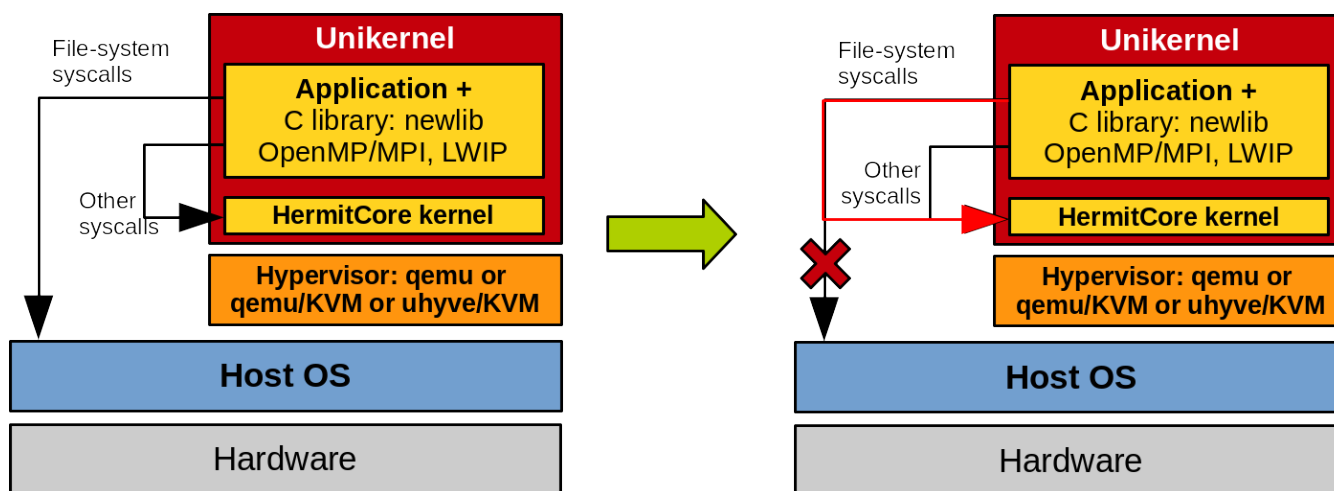 Unikernel
File-system
syscalls
Application +
C library: newlib
OpenMP/MPI, LWIP
Other
syscalls
HermitCore kernel
Hypervisor: qemu or
qemu/KVM or uhyve/KVM
Host OS
Hardware
Unikernel
File-system
syscalls
Application +
C library: newlib
OpenMP/MPI, LWIP
Other
syscalls
HermitCore kernel
Hypervisor: qemu or
qemu/KVM or uhyve/KVM
Host OS
Hardware